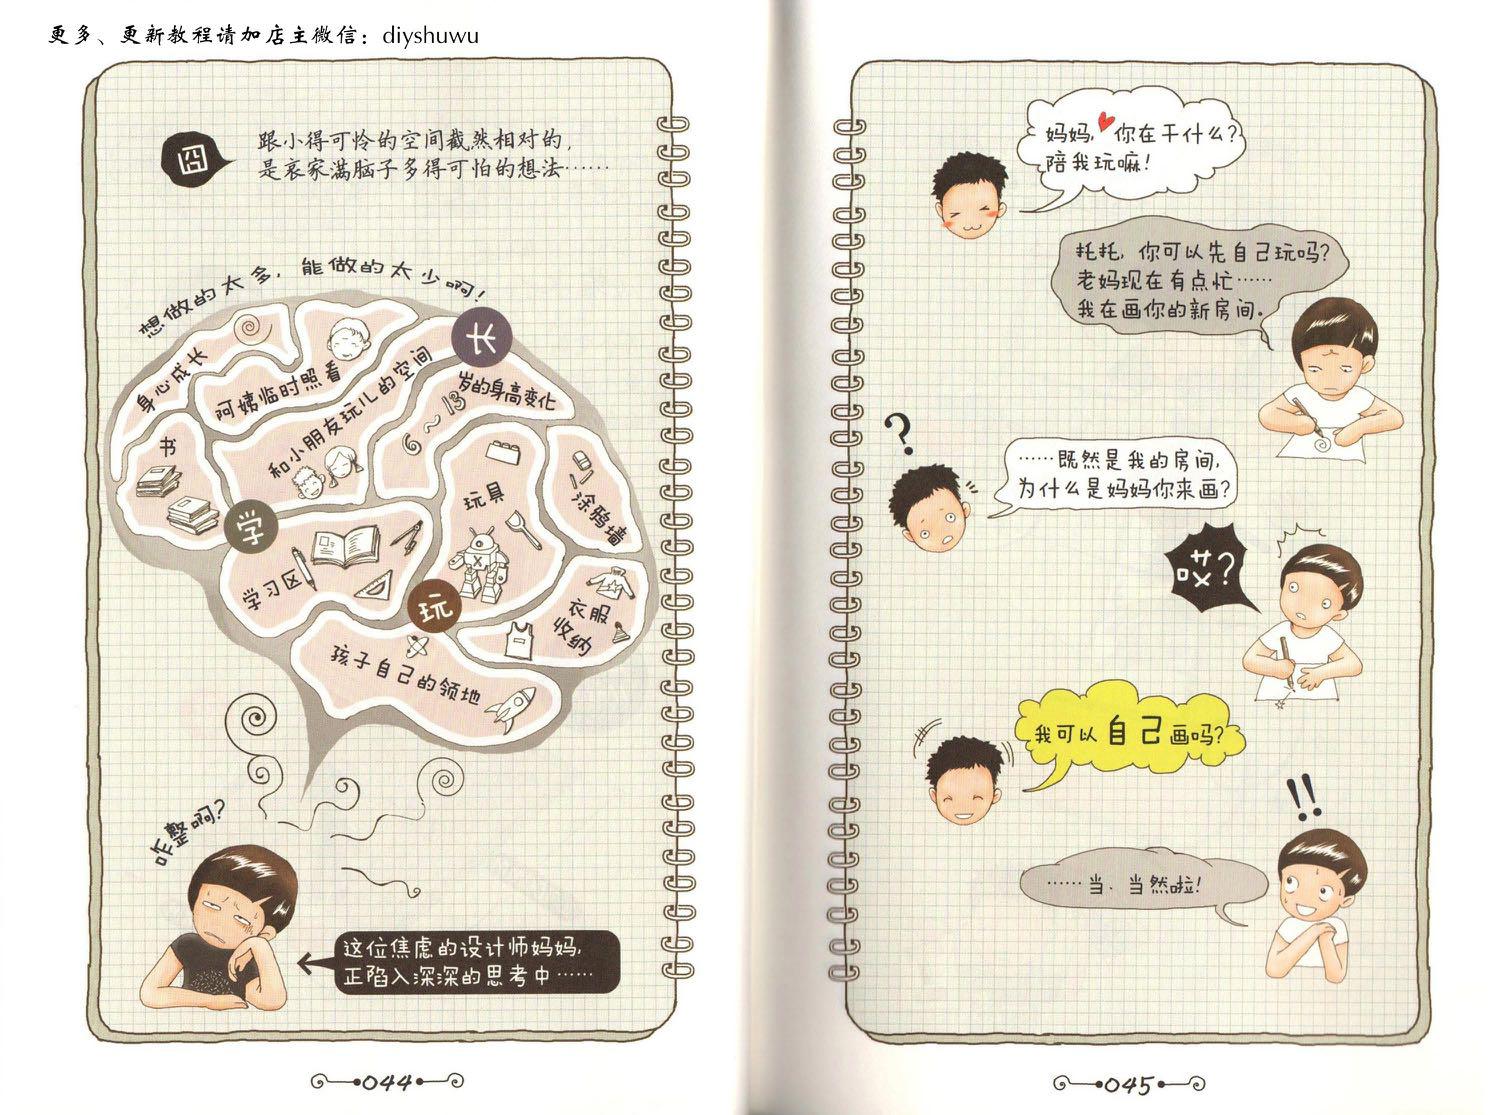 更多、更新教程请加店主微信：diyshuwu
囧
跟小得可怜的空间截然相对的，
是哀家满脑子多得可怕的想法……
想做的太多，能做的太少啊！
身心成长
阿姨临时照看
和小朋友玩儿的空间
长
6～13岁的身高变化
书
学
学习区
玩具
涂鸦墙
玩
衣服
收纳
孩子自己的领地
咋整啊？
这位焦虑的设计师妈妈，
正陷入深深的思考中……
044
妈妈，你在干什么？
陪我玩嘛！
托托，你可以先自己玩吗？
老妈现在有点忙……
我在画你的新房间。
?
……既然是我的房间，
为什么是妈妈你来画？
哎？
我可以自己画吗？
!!
……当、当然啦！
045